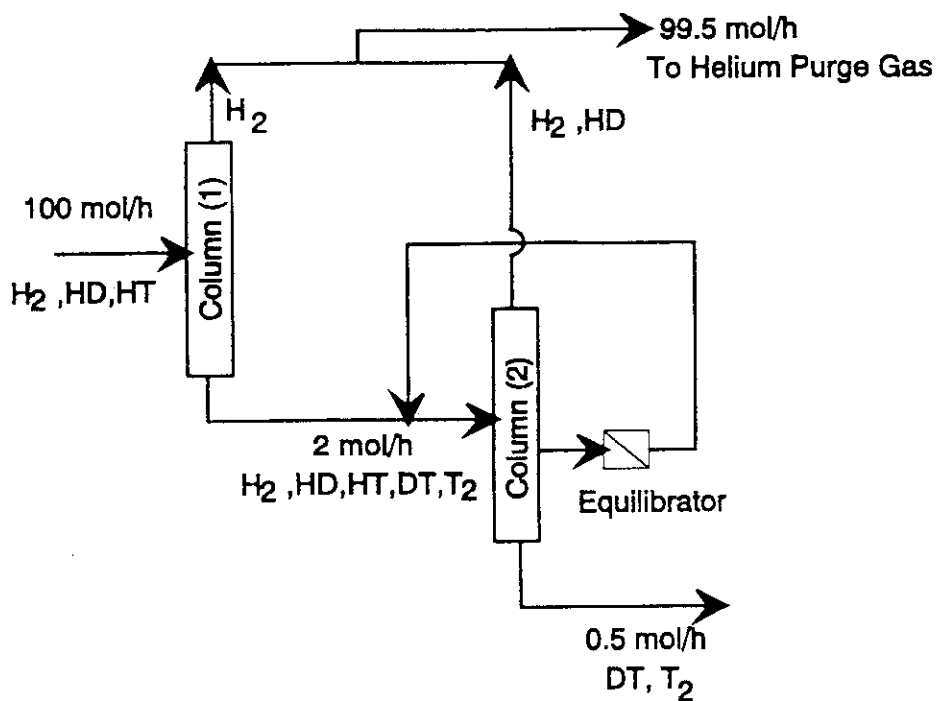 99.5 mol/h
To Helium Purge Gas
H2
H2 ,HD
100 mol/h
H2 ,HD,HT
Column (1)
Column (2)
2 mol/h
H2 ,HD,HT,DT,T2
Equilibrator
0.5 mol/h
DT, T2